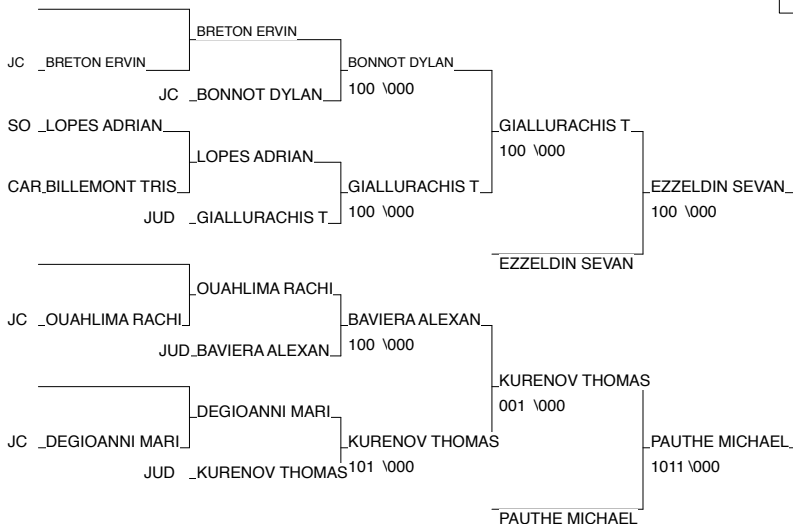 BRETON ERVIN
JC BRETON ERVIN BONNOT DYLAN
JC BONNOT DYLAN 100 \000
SO LOPES ADRIAN GIALLURACHIS T
100 \000
LOPES ADRIAN
CAR BILLEMONT TRIS GIALLURACHIS T EZZELDIN SEVAN
JUD GIALLURACHIS T 100 \000 100 \000
EZZELDIN SEVAN
OUAHLIMA RACHI
JC OUAHLIMA RACHI BAVIERA ALEXAN
JUD BAVIERA ALEXAN 100 \000
KURENOV THOMAS
001 \000
DEGIOANNI MARI
JC DEGIOANNI MARI KURENOV THOMAS PAUTHE MICHAEL
JUD KURENOV THOMAS 101 \000 1011 \000
PAUTHE MICHAEL